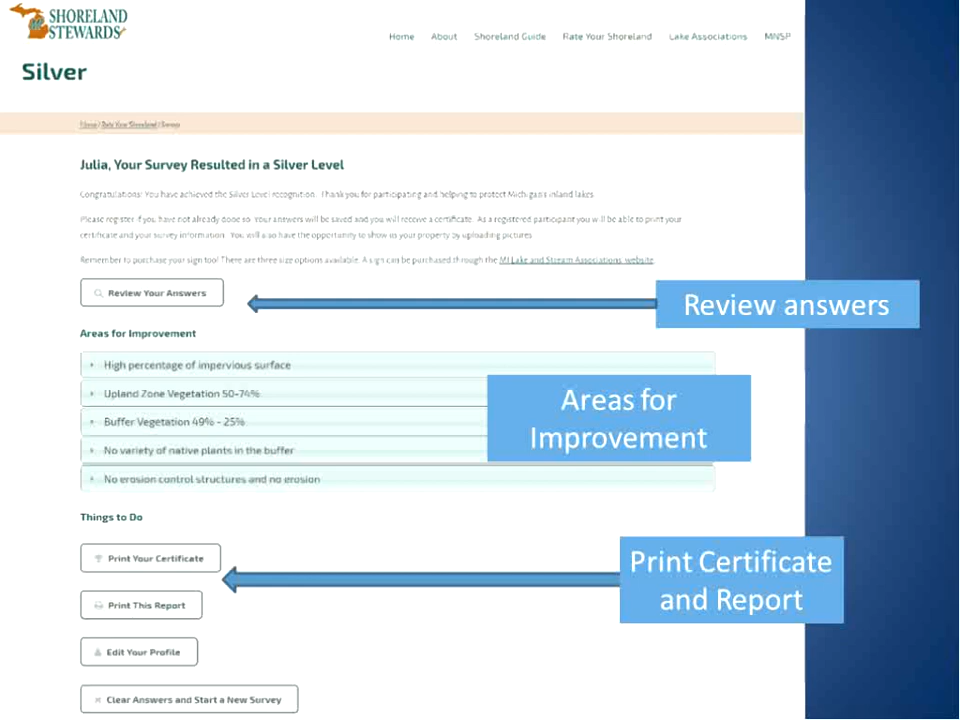 SHORELAND
STEWARDS
Home About Shoreland Guide Rate Your Shoreland Lake Associations MNSP
Silver
Home / Rate Your Shoreland / Survey
Julia, Your Survey Resulted in a Silver Level
Congratulations! You have achieved the Silver Level recognition. Thank you for participating and helping to protect Michigan's inland lakes.
Please register if you have not already done so. Your answers will be saved and you will receive a certificate. As a registered participant you will be able to print your
certificate and your survey information. You will also have the opportunity to show us your property by uploading pictures.
Remember to purchase your sign too! There are three size options available. A sign can be purchased through the MI Lake and Stream Associations website.
Review Your Answers
Review answers
Areas for Improvement
High percentage of impervious surface
Upland Zone Vegetation 50-74%
Buffer Vegetation 49% - 25%
No variety of native plants in the buffer
No erosion control structures and no erosion
Areas for
Improvement
Things to Do
Print Your Certificate
Print This Report
Print Certificate
and Report
Edit Your Profile
Clear Answers and Start a New Survey